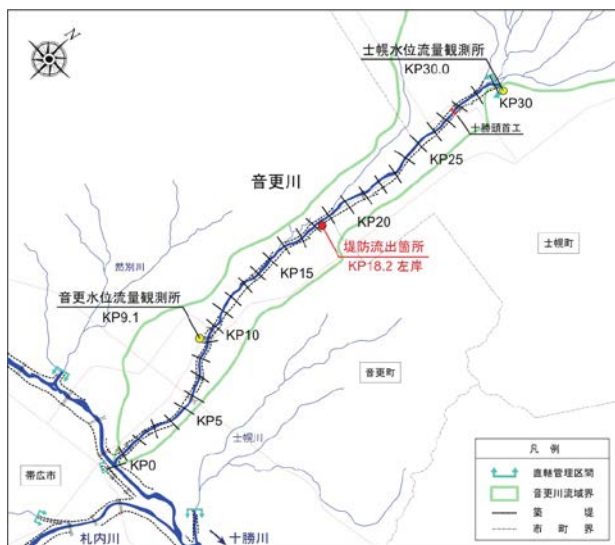 士幌水位流量観測所
KP30.0
KP30
十勝頭首工
KP25
音更川
KP20
堤防流出箇所
KP18.2 左岸
士幌町
然別川
KP15
音更水位流量観測所
KP9.1
KP10
音更町
KP5
士幌川
KP0
帯広市
札内川
十勝川
凡 例
直轄管理区間
音更川流域界
築 堤
市 町 界